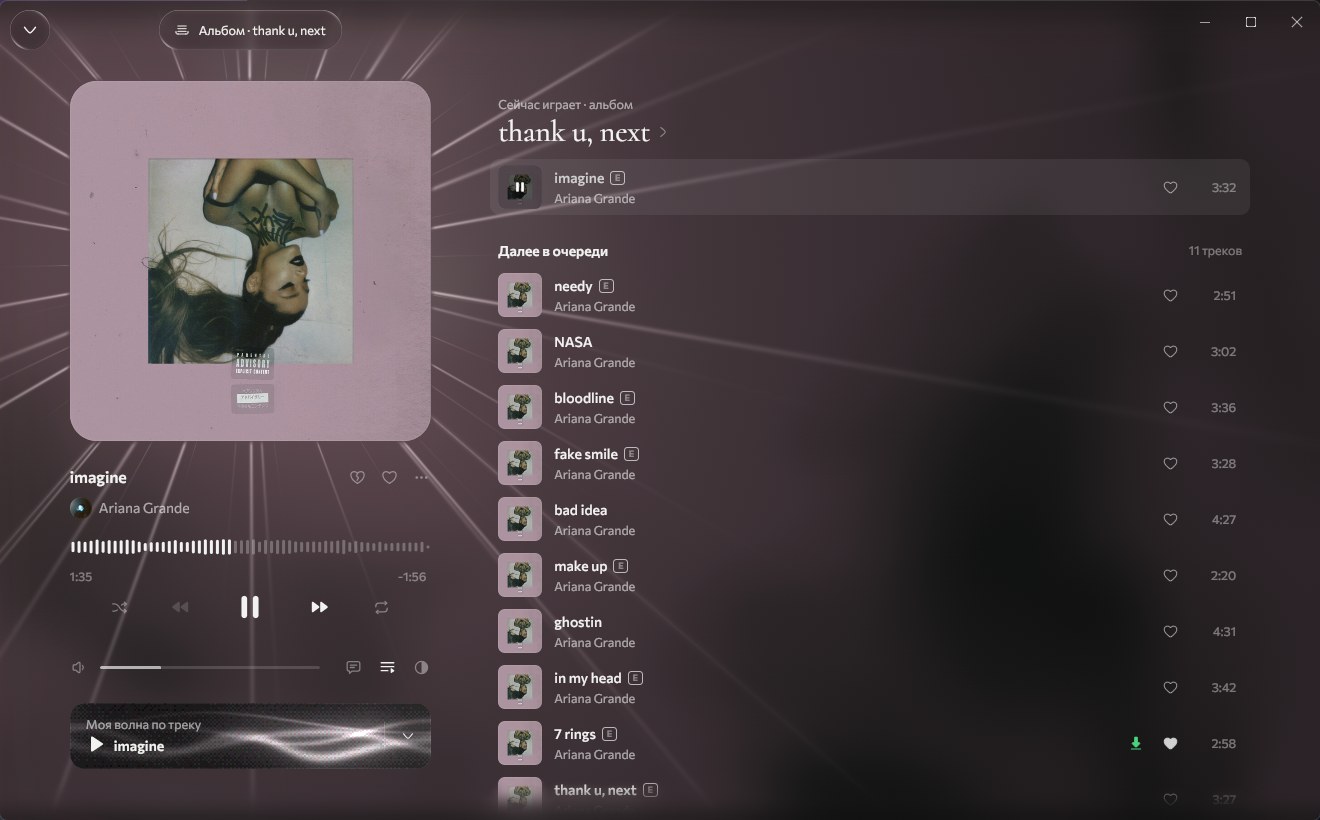 Альбом · thank u, next
PARENTAL
ADVISORY
EXPLICIT CONTENT
imagine
Ariana Grande
1:35
-1:56
Моя волна по треку
imagine
Сейчас играет · альбом
thank u, next
imagine E
Ariana Grande
3:32
Далее в очереди
11 треков
needy E
Ariana Grande
2:51
NASA
Ariana Grande
3:02
bloodline E
Ariana Grande
3:36
fake smile E
Ariana Grande
3:28
bad idea
Ariana Grande
4:27
make up E
Ariana Grande
2:20
ghostin
Ariana Grande
4:31
in my head E
Ariana Grande
3:42
7 rings E
Ariana Grande
2:58
thank u, next E
3:27